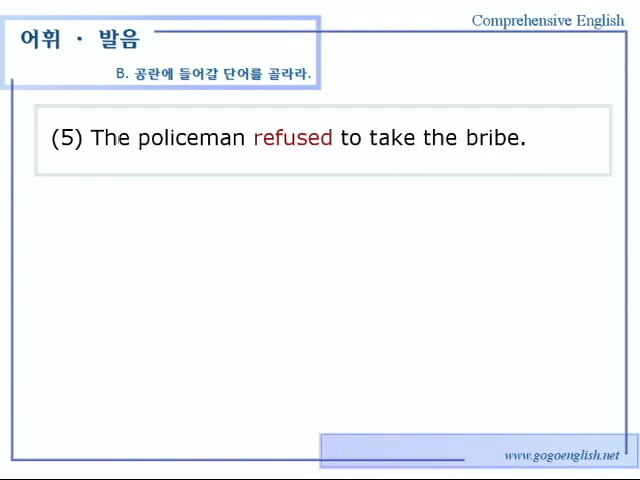 Comprehensive English
어휘 · 발음
B. 공란에 들어갈 단어를 골라라.
(5) The policeman refused to take the bribe.
www.gogoenglish.net